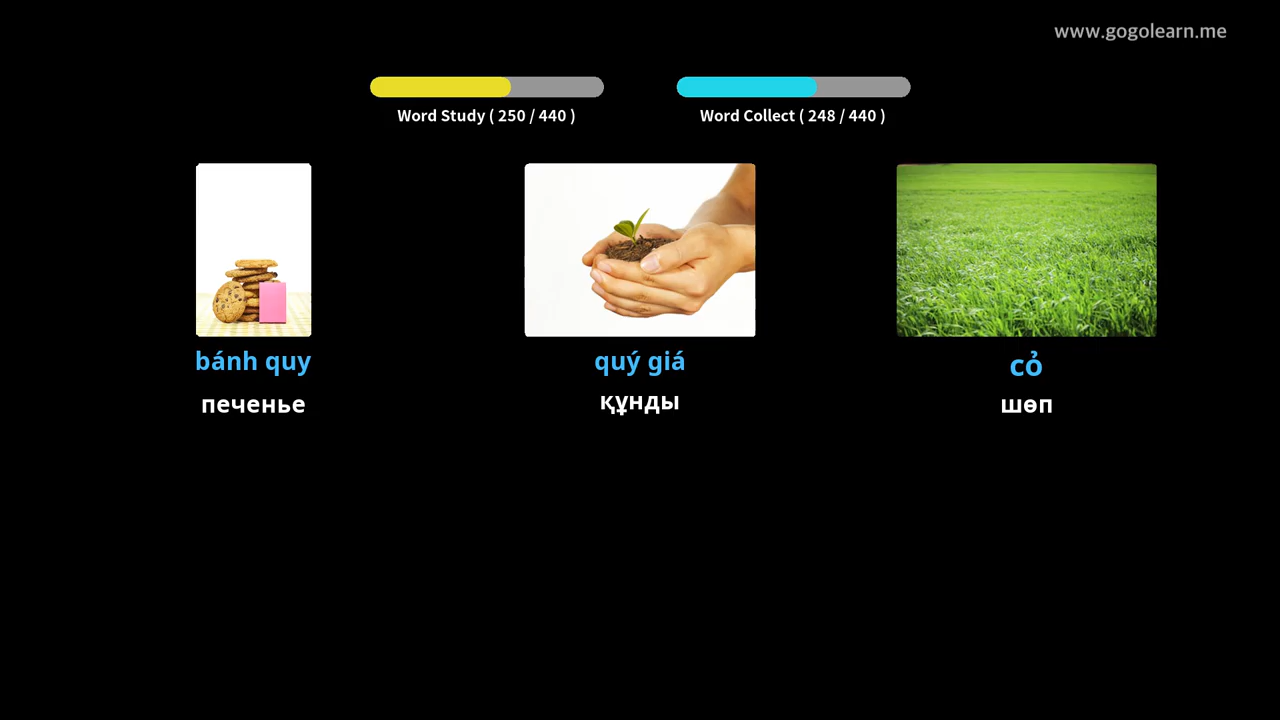 www.gogolearn.me
Word Study ( 250 / 440 )
Word Collect ( 248 / 440 )
bánh quy
печенье
quý giá
құнды
cỏ
шөп